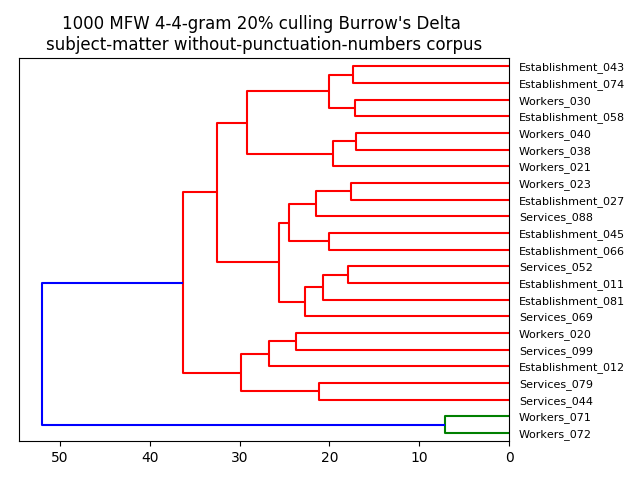 1000 MFW 4-4-gram 20% culling Burrow's Delta
subject-matter without-punctuation-numbers corpus
Establishment_043
Establishment_074
Workers_030
Establishment_058
Workers_040
Workers_038
Workers_021
Workers_023
Establishment_027
Services_088
Establishment_045
Establishment_066
Services_052
Establishment_011
Establishment_081
Services_069
Workers_020
Services_099
Establishment_012
Services_079
Services_044
Workers_071
Workers_072
50 40 30 20 10 0